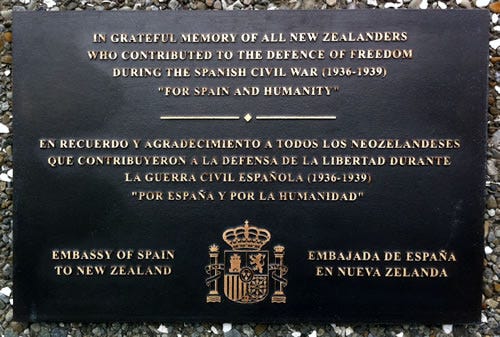 IN GRATEFUL MEMORY OF ALL NEW ZEALANDERS
WHO CONTRIBUTED TO THE DEFENCE OF FREEDOM
DURING THE SPANISH CIVIL WAR (1936-1939)
"FOR SPAIN AND HUMANITY"
EN RECUERDO Y AGRADECIMIENTO A TODOS LOS NEOZELANDESES
QUE CONTRIBUYERON A LA DEFENSA DE LA LIBERTAD DURANTE
LA GUERRA CIVIL ESPAÑOLA (1936-1939)
"POR ESPAÑA Y POR LA HUMANIDAD"
EMBASSY OF SPAIN
TO NEW ZEALAND
EMBAJADA DE ESPAÑA
EN NUEVA ZELANDA